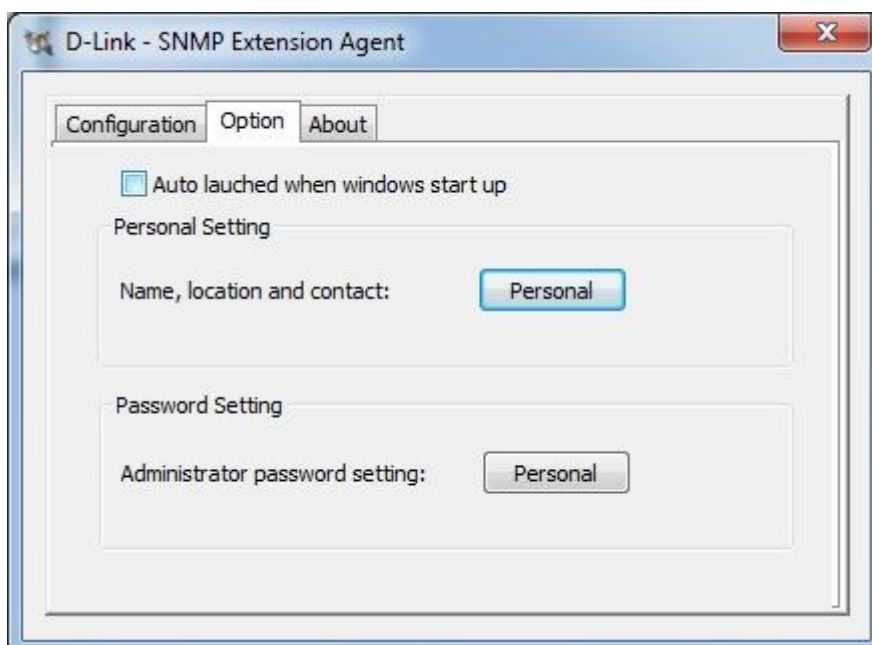 D-Link - SNMP Extension Agent
Configuration Option About
Auto lauched when windows start up
Personal Setting
Name, location and contact: Personal
Password Setting
Administrator password setting: Personal